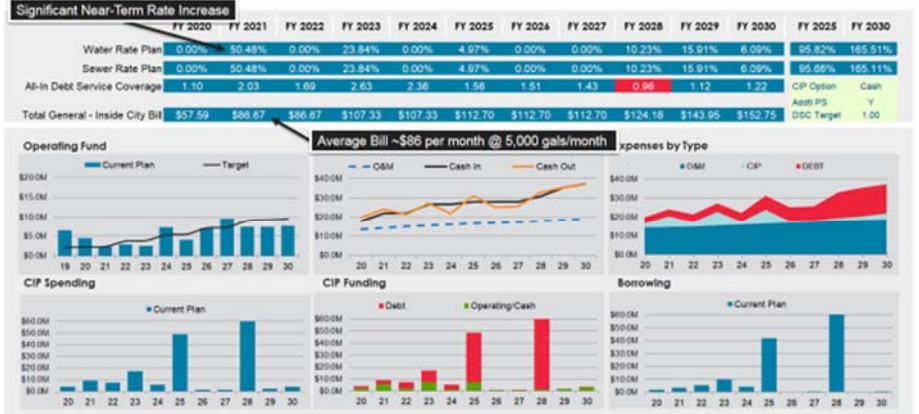 Significant Near-Term Rate Increase
FY 2020 FY 2021 FY 2022 FY 2023 FY 2024 FY 2025 FY 2026 FY 2027 FY 2028 FY 2029 FY 2030 FY 2025 FY 2030
Water Rate Plan 0.00% 50.48% 0.00% 23.84% 0.00% 4.97% 0.00% 0.00% 10.23% 15.91% 6.09% 95.82% 165.51%
Sewer Rate Plan 0.00% 50.48% 0.00% 23.84% 0.00% 4.97% 0.00% 0.00% 10.23% 15.91% 6.09% 95.66% 165.11%
All-In Debt Service Coverage 1.10 2.03 1.69 2.63 2.36 1.56 1.51 1.43 0.96 1.12 1.22 CIP Option Cash
Addtl PS Y
Total General - Inside City Bill $57.59 $86.67 $86.67 $107.33 $107.33 $112.70 $112.70 $112.70 $124.18 $143.95 $152.75 DSC Target 1.00
Average Bill ~$86 per month @ 5,000 gals/month
Operating Fund
Current Plan Target
$20.0M
$15.0M
$10.0M
$5.0M
$0.0M
19 20 21 22 23 24 25 26 27 28 29 30
O&M Cash In Cash Out
$40.0M
$30.0M
$20.0M
$10.0M
$0.0M
20 21 22 23 24 25 26 27 28 29 30
Expenses by Type
O&M CIP DEBT
$40.0M
$30.0M
$20.0M
$10.0M
$0.0M
20 21 22 23 24 25 26 27 28 29 30
CIP Spending
Current Plan
$60.0M
$50.0M
$40.0M
$30.0M
$20.0M
$10.0M
$0.0M
20 21 22 23 24 25 26 27 28 29 30
CIP Funding
Debt Operating/Cash
$60.0M
$50.0M
$40.0M
$30.0M
$20.0M
$10.0M
$0.0M
20 21 22 23 24 25 26 27 28 29 30
Borrowing
Current Plan
$60.0M
$50.0M
$40.0M
$30.0M
$20.0M
$10.0M
$0.0M
20 21 22 23 24 25 26 27 28 29 30